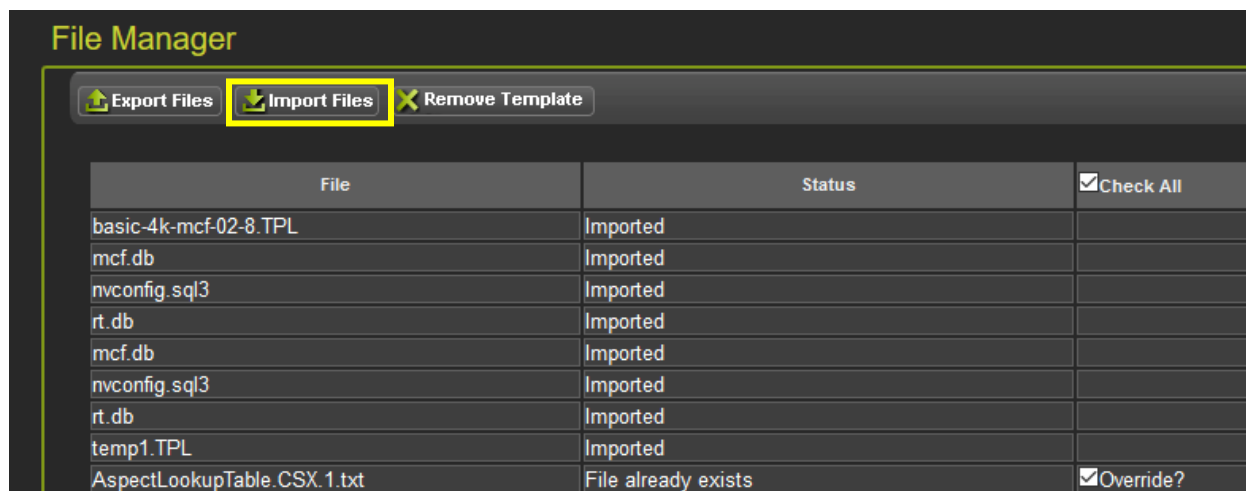 File Manager
Export Files Import Files Remove Template
File Status Check All
basic-4k-mcf-02-8.TPL Imported
mcf.db Imported
nvconfig.sql3 Imported
rt.db Imported
mcf.db Imported
nvconfig.sql3 Imported
rt.db Imported
temp1.TPL Imported
AspectLookupTable.CSX.1.txt File already exists Override?